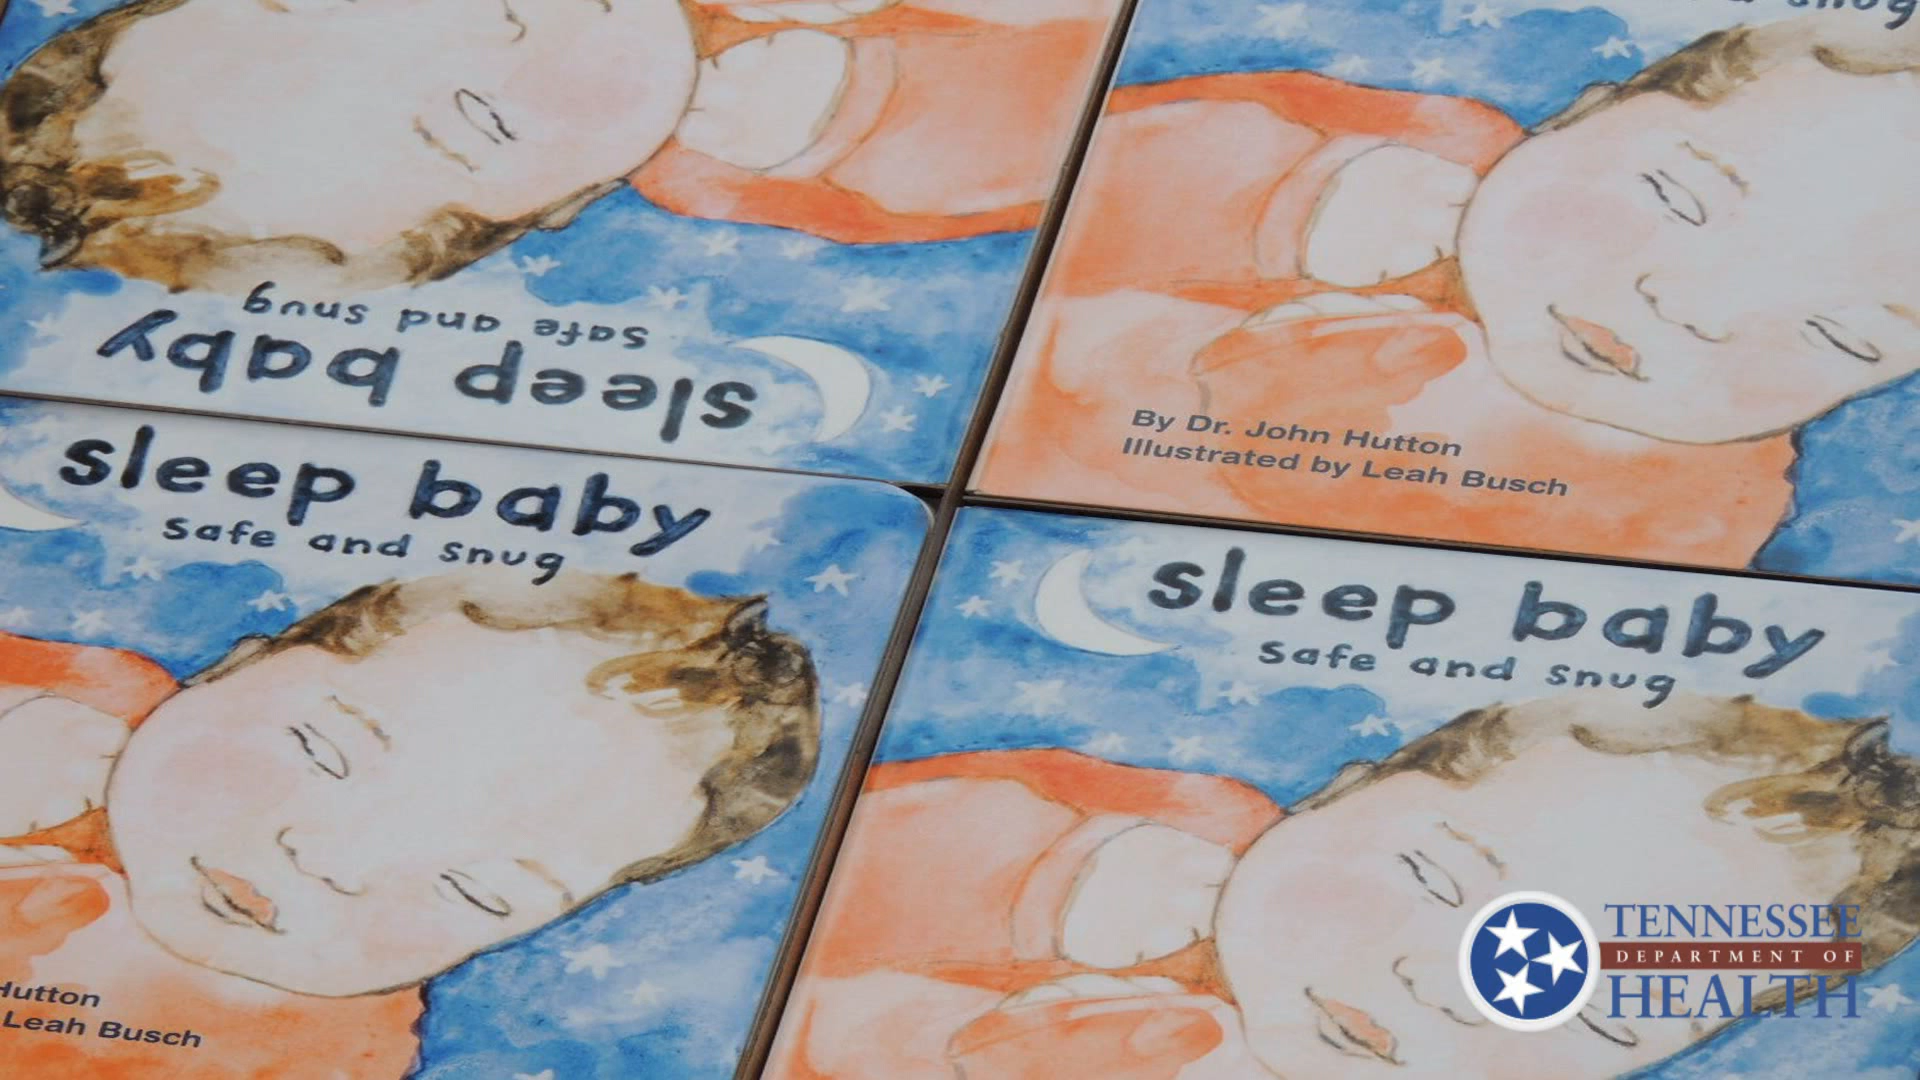 snug
safe and snug
sleep baby
sleep baby
safe and snug
Hutton
Leah Busch
By Dr. John Hutton
Illustrated by Leah Busch
sleep baby
safe and snug
TENNESSEE
DEPARTMENT OF
HEALTH